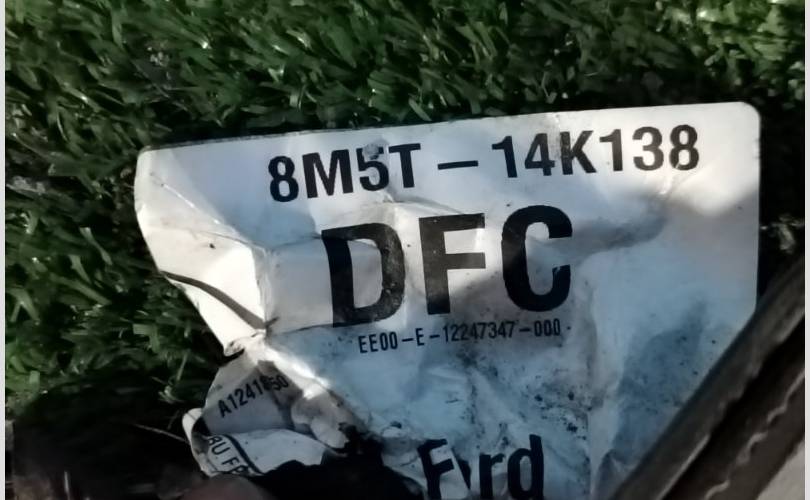 8M5T - 14K138
DFC
EE00-E-12247347-000
Ford